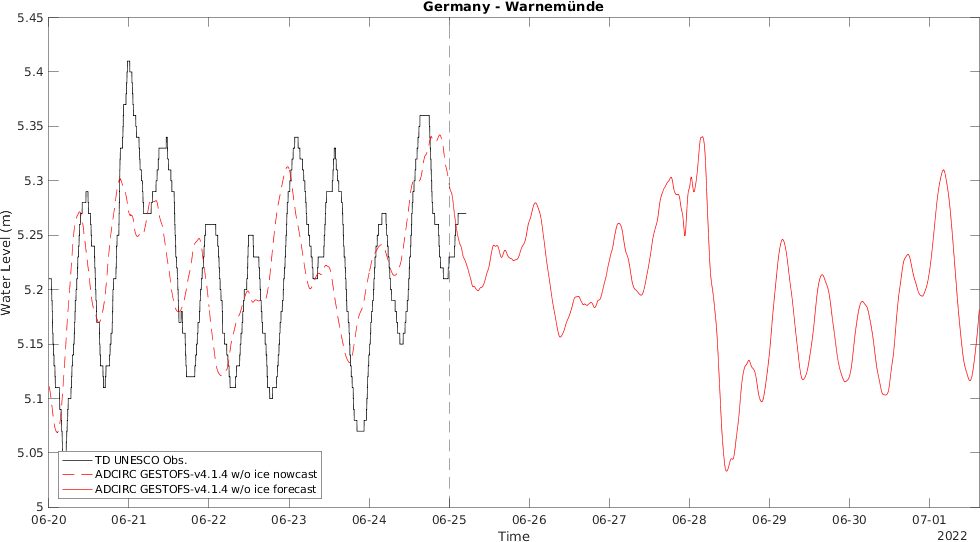 Germany - Warnemünde
5.45
5.4
5.35
5.3
5.25
5.2
5.15
5.1
5.05
5
Water Level (m)
TD UNESCO Obs.
ADCIRC GESTOFS-v4.1.4 w/o ice nowcast
ADCIRC GESTOFS-v4.1.4 w/o ice forecast
06-20 06-21 06-22 06-23 06-24 06-25 06-26 06-27 06-28 06-29 06-30 07-01
Time
2022